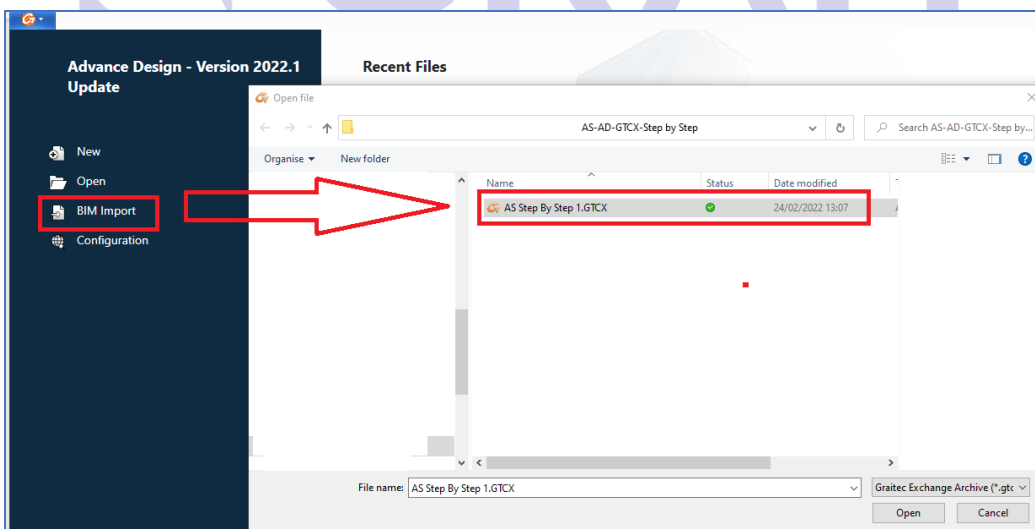 Advance Design - Version 2022.1
Update
Recent Files
New
Open
BIM Import
Configuration
Open file
AS-AD-GTCX-Step by Step
Search AS-AD-GTCX-Step by...
Organise
New folder
Name Status Date modified
AS Step By Step 1.GTCX 24/02/2022 13:07
File name: AS Step By Step 1.GTCX
Graitec Exchange Archive (*.gtc
Open Cancel